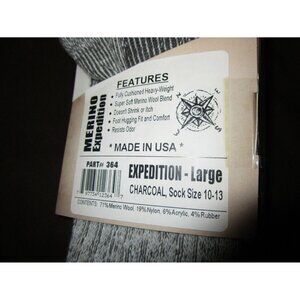 MERINO
Expedition
FEATURES
• Fully Cushioned Heavy-Weight
• Super Soft Merino Wool Blend
• Doesn't Shrink or Itch
• Foot Hugging Fit and Comfort
• Resists Odor
* MADE IN USA *
PART# 364
EXPEDITION - Large
CHARCOAL, Sock Size 10-13
CONTENTS: 71% Merino Wool, 19% Nylon, 6% Acrylic, 4% Rubber